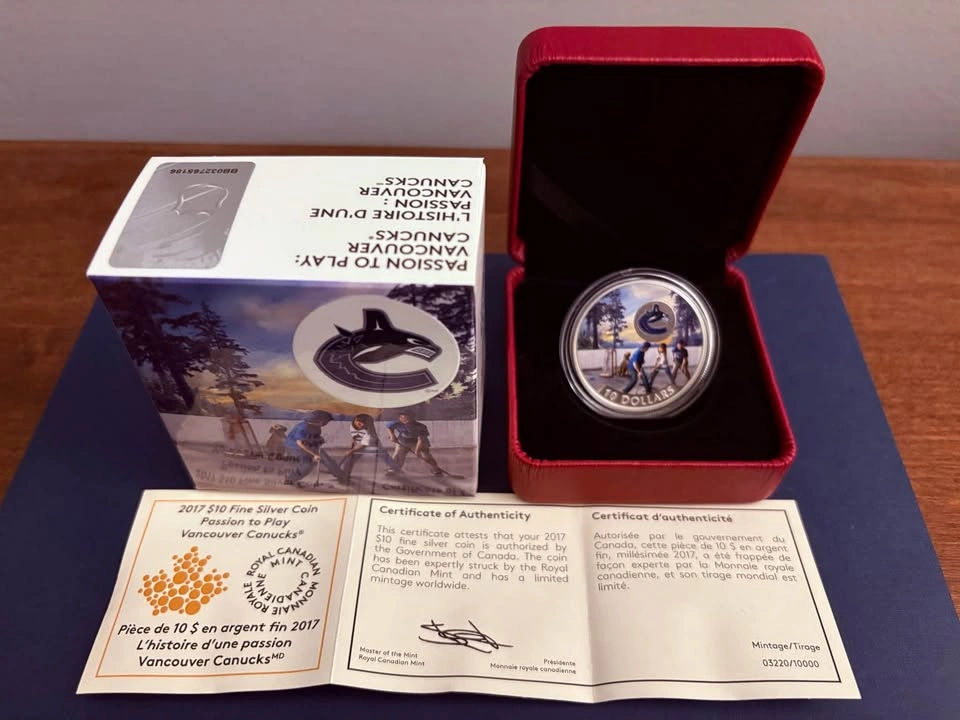 BB032768186
PASSION TO PLAY:
VANCOUVER
CANUCKS®
L'HISTOIRE D'UNE
PASSION :
VANCOUVER
CANUCKS™
10 DOLLARS
2017 $10 Fine Silver Coin
Passion to Play
Vancouver Canucks®
ROYAL CANADIAN MINT
MONNAIE ROYALE CANADIENNE
Pièce de 10 $ en argent fin 2017
L'histoire d'une passion
Vancouver Canucksᴹᴰ
Certificate of Authenticity
This certificate attests that your 2017
$10 fine silver coin is authorized by
the Government of Canada. The coin
has been expertly struck by the Royal
Canadian Mint and has a limited
mintage worldwide.
Master of the Mint
Royal Canadian Mint
Présidente
Monnaie royale canadienne
Certificat d'authenticité
Autorisée par le gouvernement du
Canada, cette pièce de 10 $ en argent
fin, millésimée 2017, a été frappée de
façon experte par la Monnaie royale
canadienne, et son tirage mondial est
limité.
Mintage/Tirage
03220/10000